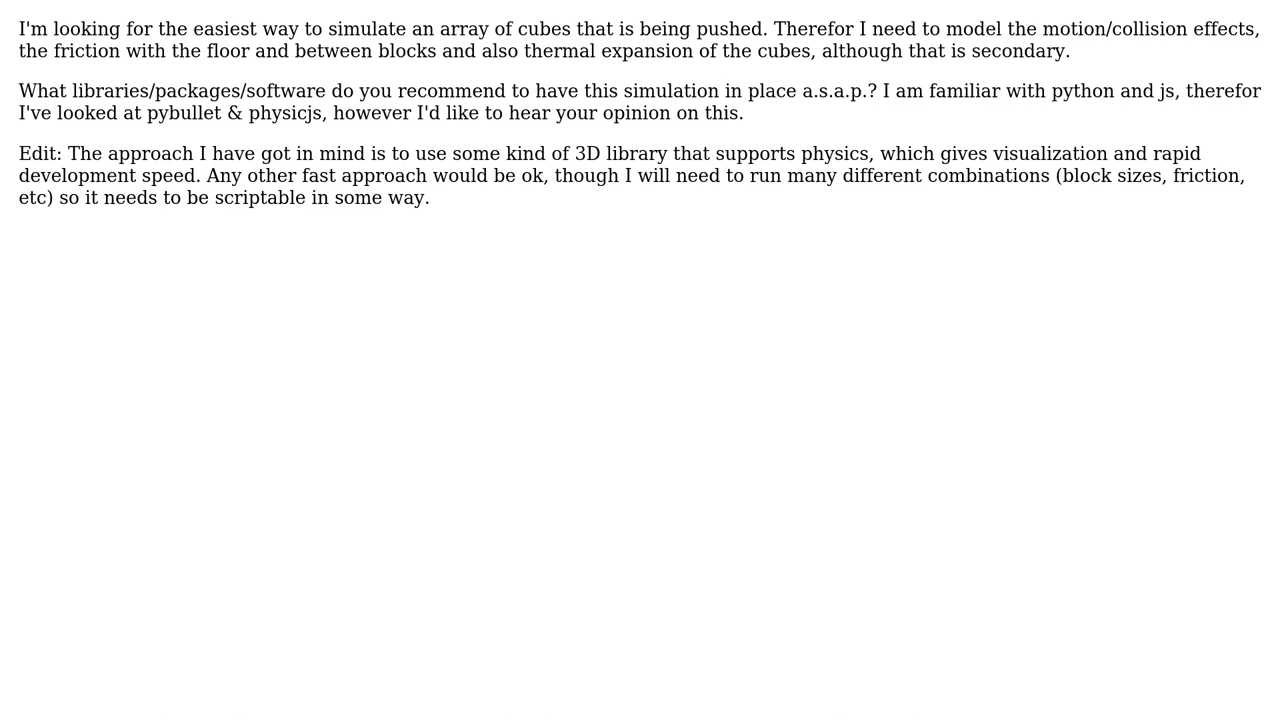 I'm looking for the easiest way to simulate an array of cubes that is being pushed. Therefor I need to model the motion/collision effects,
the friction with the floor and between blocks and also thermal expansion of the cubes, although that is secondary.
What libraries/packages/software do you recommend to have this simulation in place a.s.a.p.? I am familiar with python and js, therefor
I've looked at pybullet & physicjs, however I'd like to hear your opinion on this.
Edit: The approach I have got in mind is to use some kind of 3D library that supports physics, which gives visualization and rapid
development speed. Any other fast approach would be ok, though I will need to run many different combinations (block sizes, friction,
etc) so it needs to be scriptable in some way.